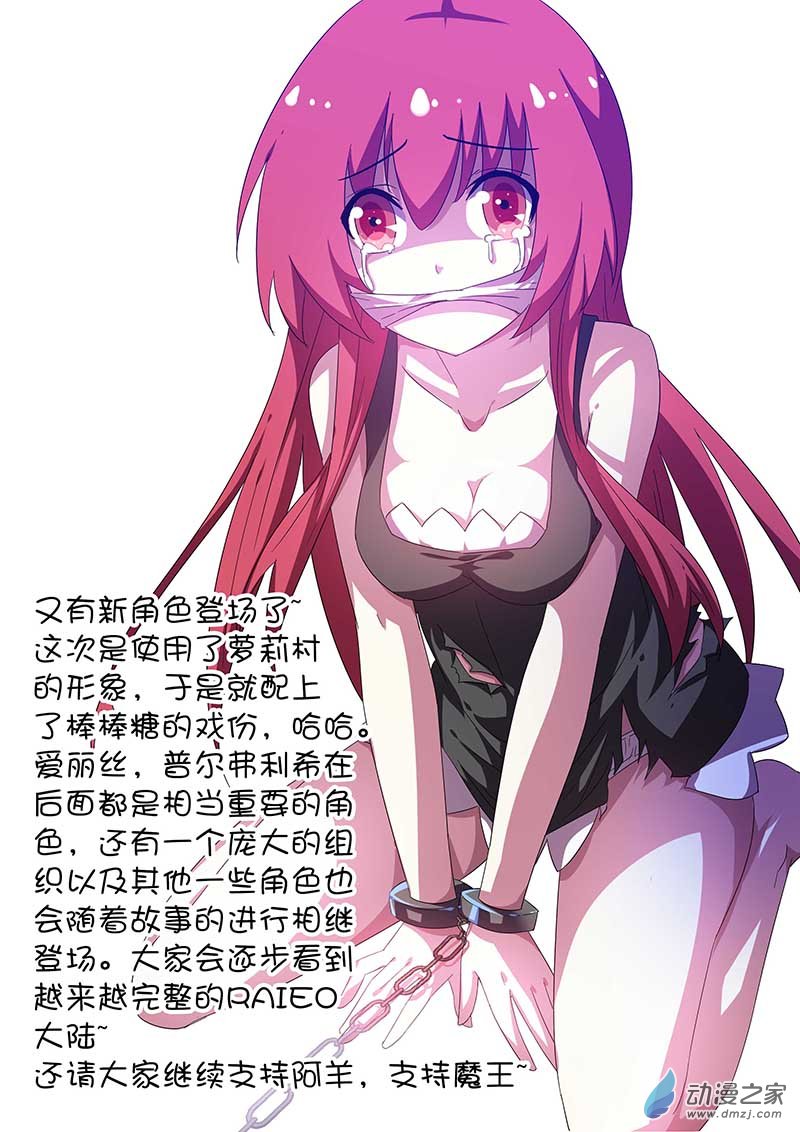 又有新角色登场了~
这次是使用了萝莉村
的形象，于是就配上
了棒棒糖的戏份，哈哈。
爱丽丝，普尔弗利希在
后面都是相当重要的角
色，还有一个庞大的组
织以及其他一些角色也
会随着故事的进行相继
登场。大家会逐步看到
越来越完整的RAIEO
大陆~
还请大家继续支持阿羊，支持魔王~
动漫之家
www.dmzj.com